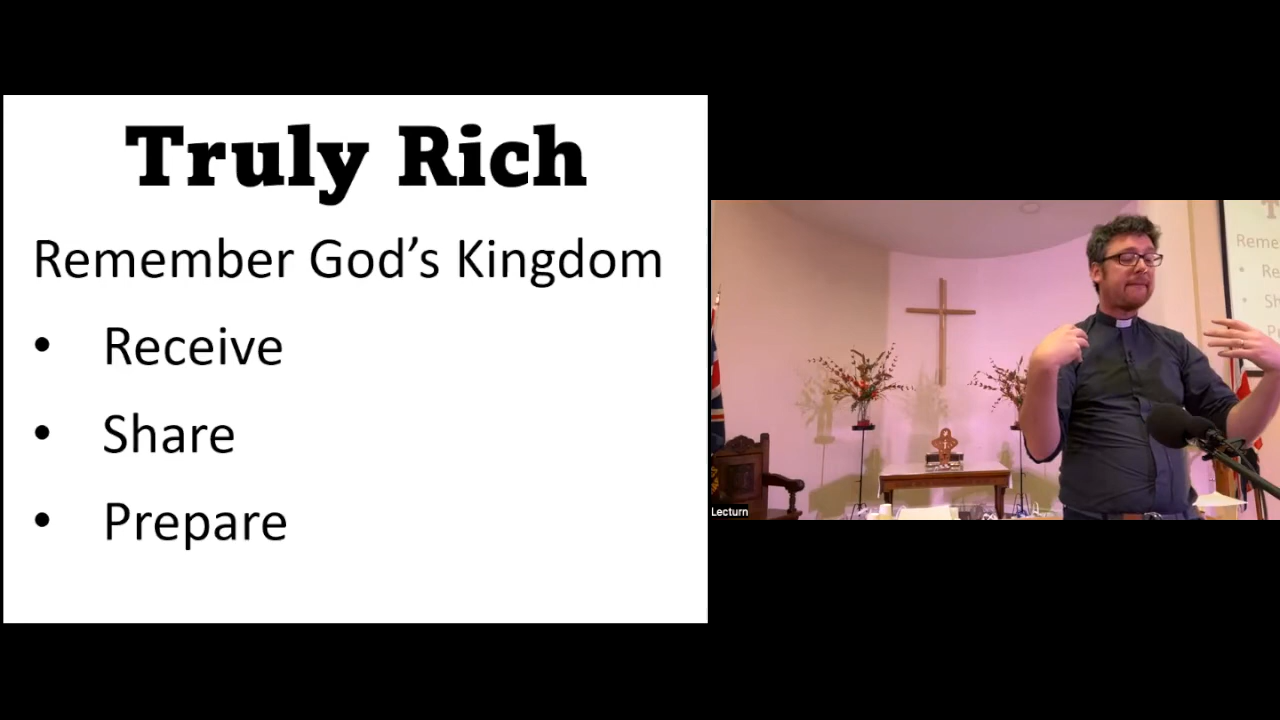 Truly Rich
Remember God’s Kingdom
• Receive
• Share
• Prepare
Lecturn